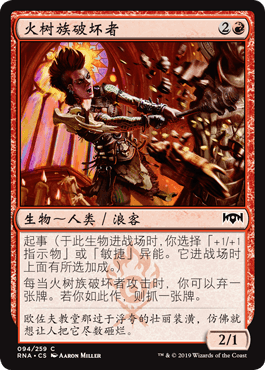 火树族破坏者 2
生物～人类／浪客
起事（于此生物进战场时，你选择「+1/+1
指示物」或「敏捷」异能。它进战场时
上面有所选加成。）
每当火树族破坏者攻击时，你可以弃一
张牌。若你如此作，则抓一张牌。
欧佐夫教堂那过于浮夸的壮丽装潢，仿佛就
想让人把它尽数砸烂。
2/1
094/259 C
RNA • CS AARON MILLER
™ & © 2019 Wizards of the Coast